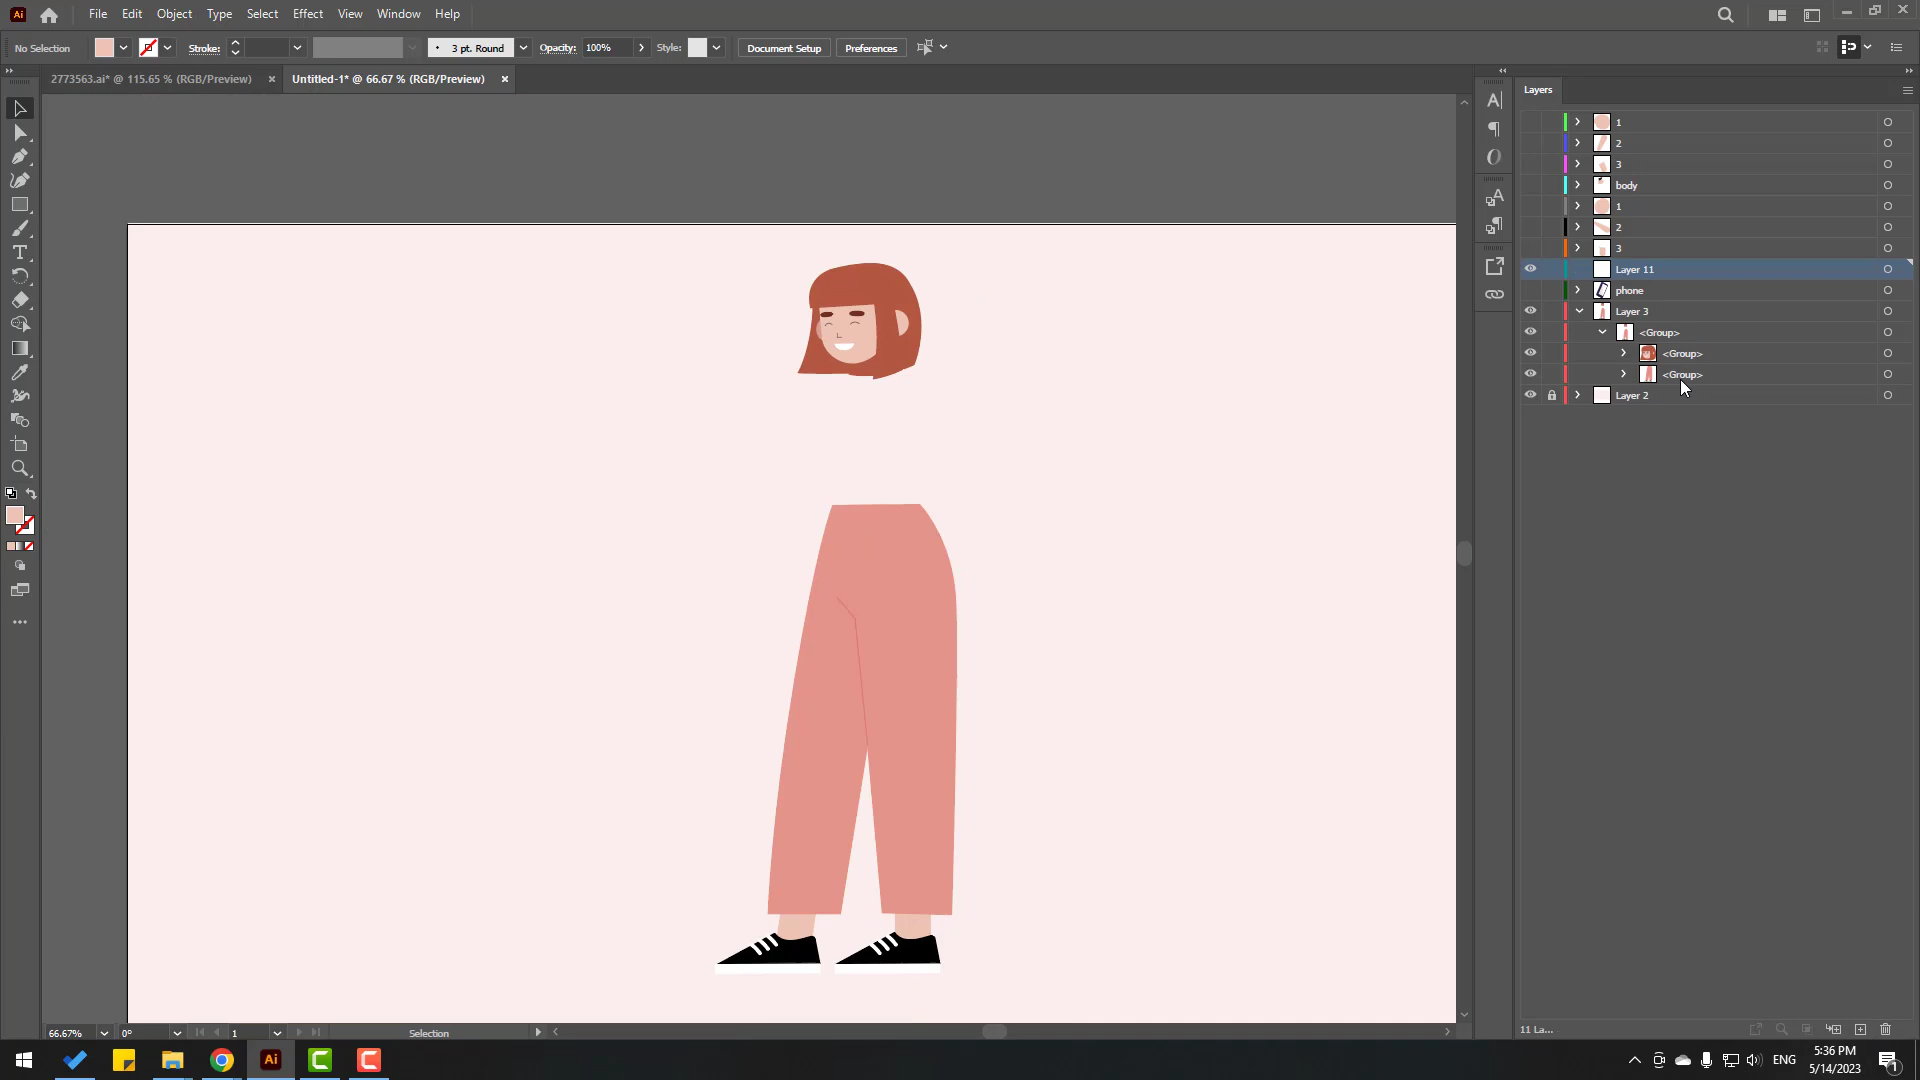 Ai File Edit Object Type Select Effect View Window Help
No Selection Stroke: 3 pt. Round Opacity: 100% Style: Document Setup Preferences
2773563.ai* @ 115.65 % (RGB/Preview) × Untitled-1* @ 66.67 % (RGB/Preview) ×
Layers
1
2
3
body
1
2
3
Layer 11
phone
Layer 3
<Group>
<Group>
<Group>
Layer 2
66.67% 0° 1 Selection
11 La...
Ai ENG 5:36 PM
5/14/2023
1